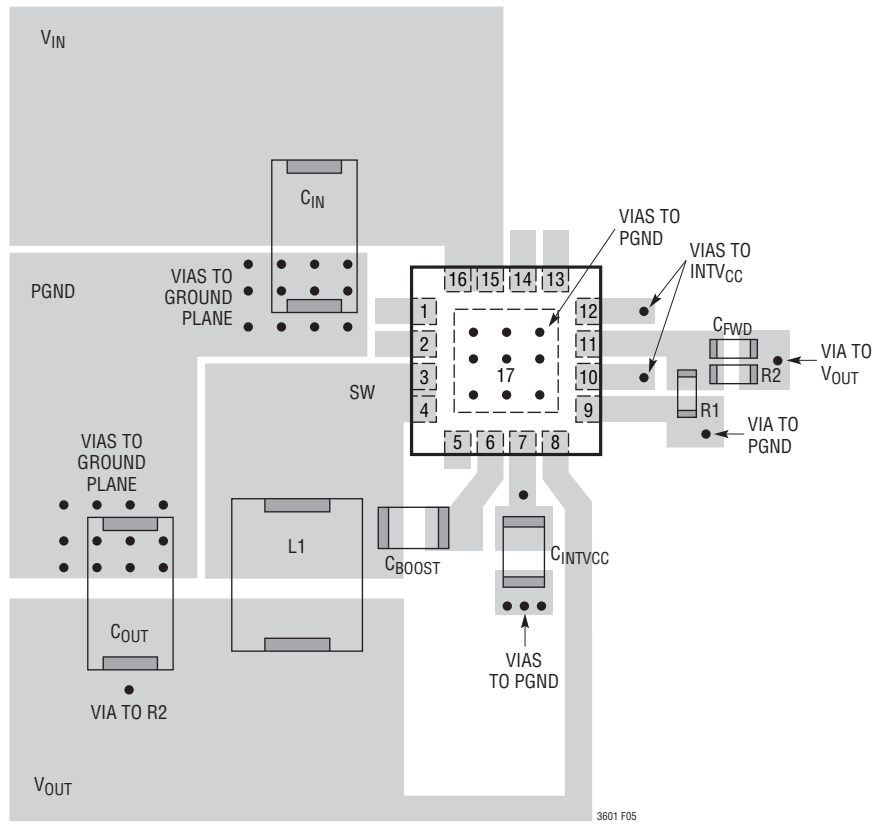 VIN
CIN
VIAS TO
PGND
VIAS TO
INTVCC
PGND
VIAS TO
GROUND
PLANE
16 15 14 13
1
2
3
4
12
11
10
9
17
5 6 7 8
CFWD
R2
VIA TO
VOUT
R1
VIA TO
PGND
SW
VIAS TO
GROUND
PLANE
L1
CBOOST
CINTVCC
COUT
VIAS
TO PGND
VIA TO R2
VOUT
3601 F05